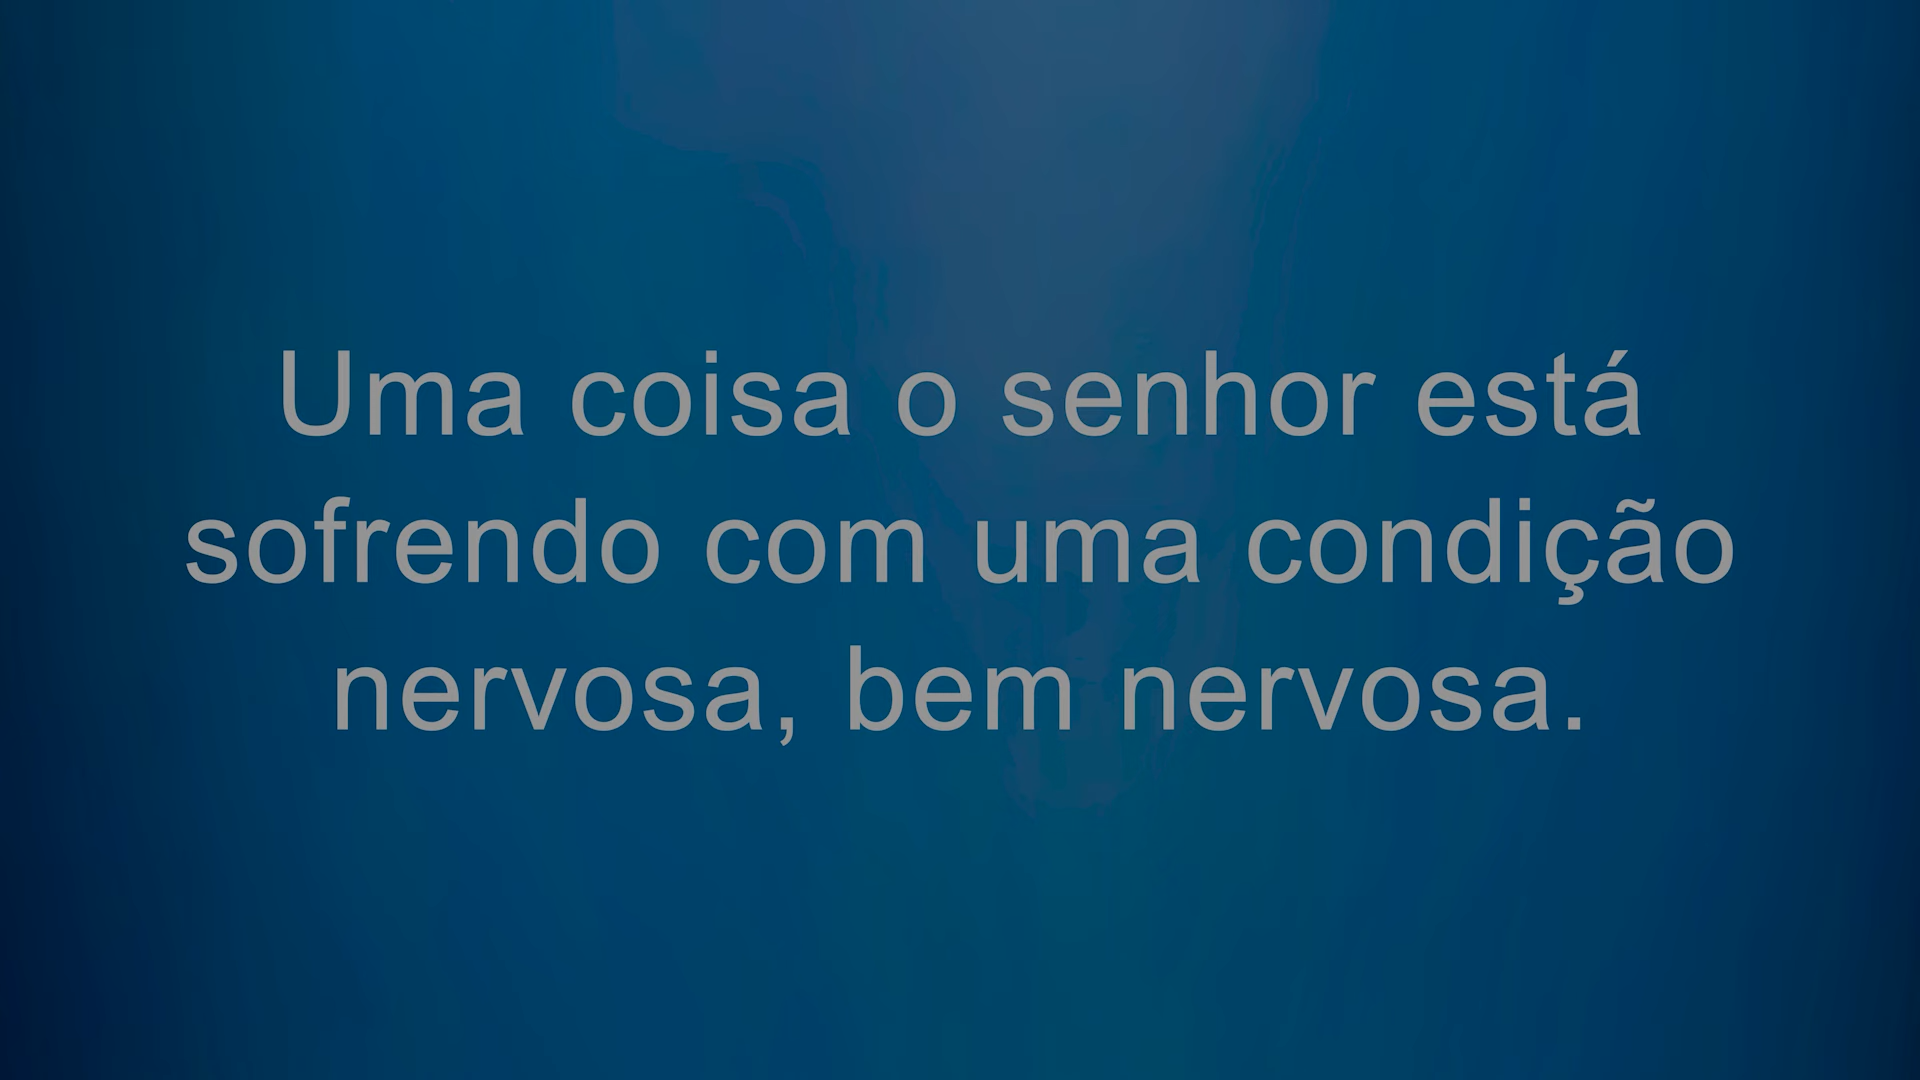 Uma coisa o senhor está
sofrendo com uma condição
nervosa, bem nervosa.